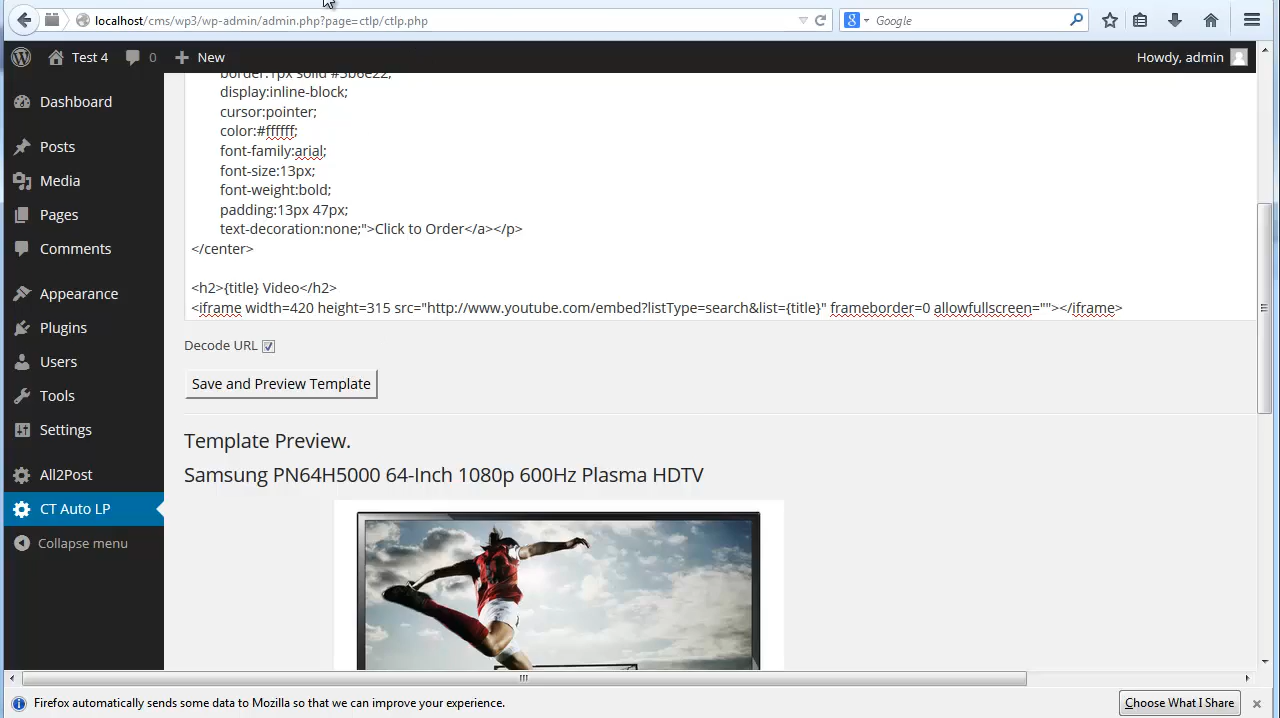 localhost/cms/wp3/wp-admin/admin.php?page=ctlp/ctlp.php
Google
Test 4
0
New
Howdy, admin
Dashboard
Posts
Media
Pages
Comments
Appearance
Plugins
Users
Tools
Settings
All2Post
CT Auto LP
Collapse menu
border:1px solid #3b6e22;
display:inline-block;
cursor:pointer;
color:#ffffff;
font-family:arial;
font-size:13px;
font-weight:bold;
padding:13px 47px;
text-decoration:none;">Click to Order</a></p>
</center>
<h2>{title} Video</h2>
<iframe width=420 height=315 src="http://www.youtube.com/embed?listType=search&list={title}" frameborder=0 allowfullscreen=""></iframe>
Decode URL
Save and Preview Template
Template Preview.
Samsung PN64H5000 64-Inch 1080p 600Hz Plasma HDTV
Firefox automatically sends some data to Mozilla so that we can improve your experience.
Choose What I Share